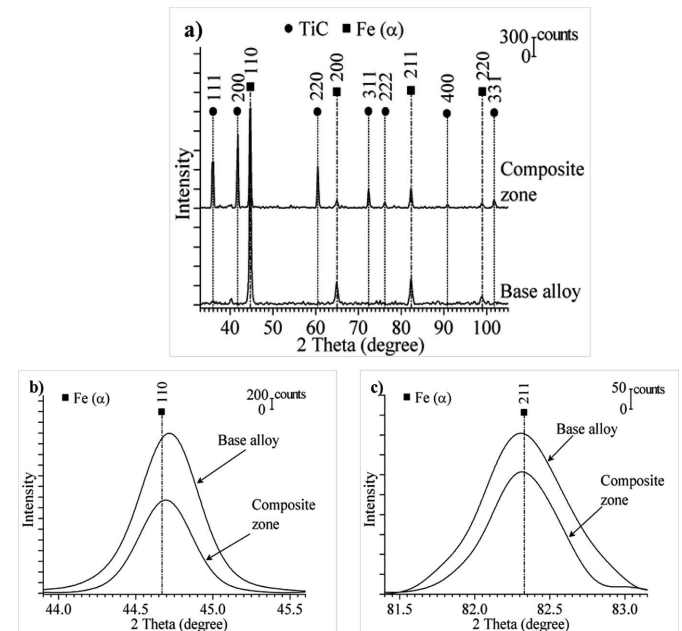 a) ● TiC ■ Fe (α) 300 counts
0
111 200 110 220 200 311 222 211 400 220 331
Composite
zone
Base alloy
Intensity
40 50 60 70 80 90 100
2 Theta (degree)
b) ■ Fe (α) 110 200 counts
0
Base alloy
Composite
zone
Intensity
44.0 44.5 45.0 45.5
2 Theta (degree)
c) ■ Fe (α) 211 50 counts
0
Base alloy
Composite
zone
Intensity
81.5 82.0 82.5 83.0
2 Theta (degree)